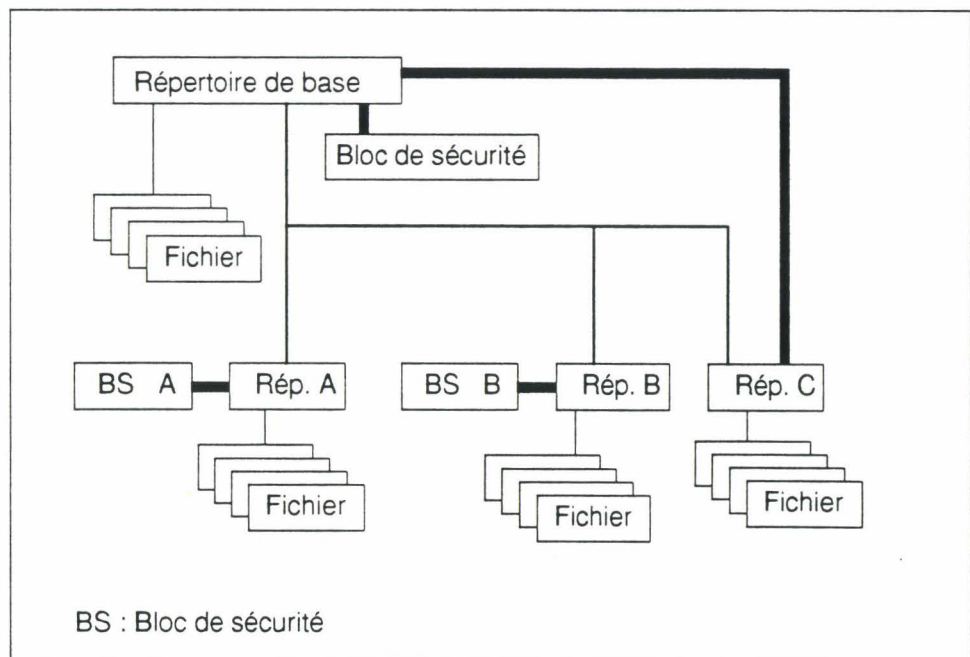 Répertoire de base
Bloc de sécurité
Fichier
BS A
Rép. A
BS B
Rép. B
Rép. C
Fichier
Fichier
Fichier
BS : Bloc de sécurité